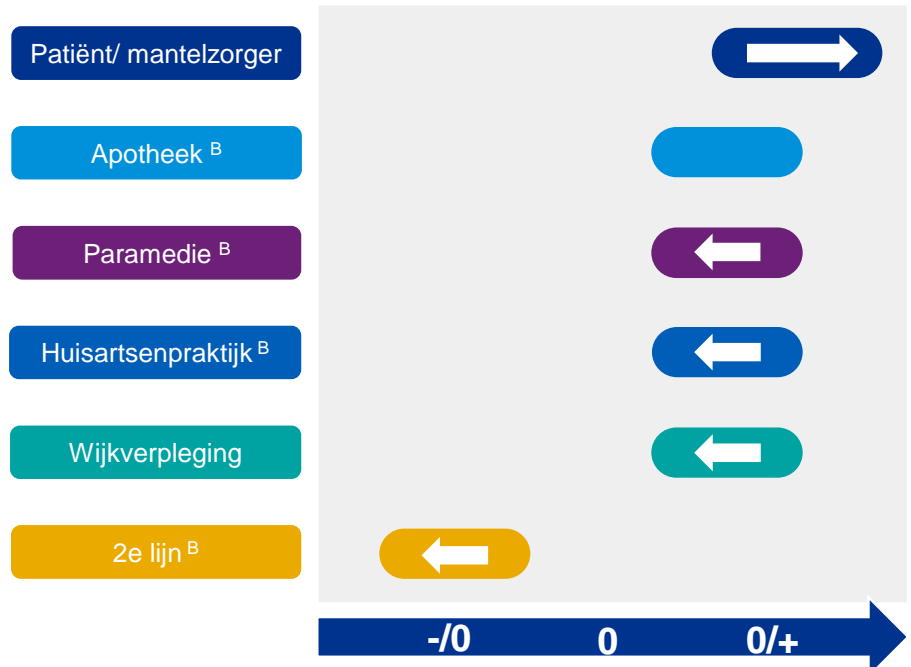 Patiënt/ mantelzorger
Apotheek B
Paramedie B
Huisartsenpraktijk B
Wijkverpleging
2e lijn B
-/0 0 0/+